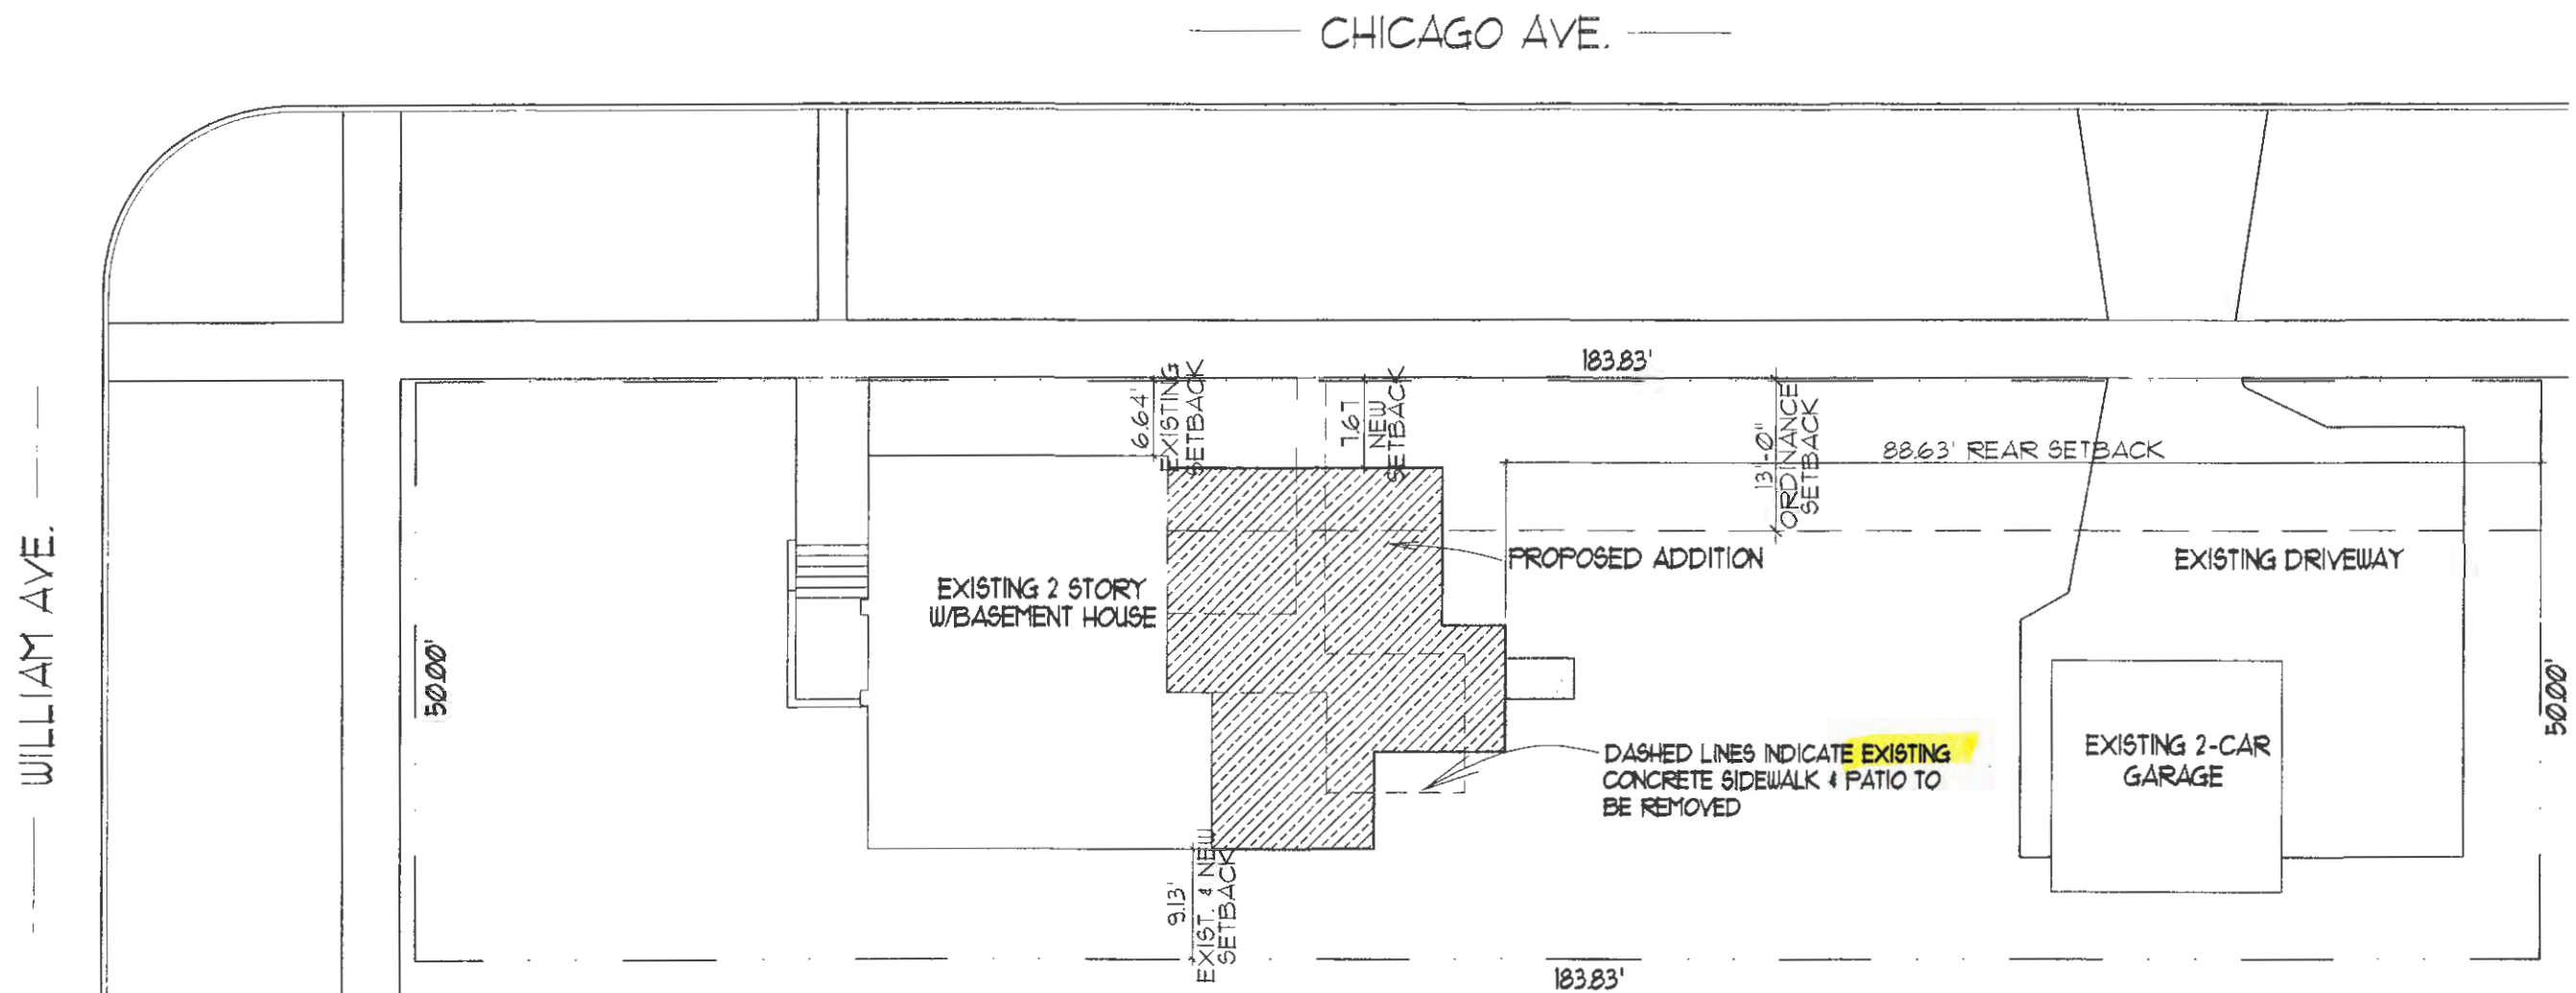 CHICAGO AVE.
WILLIAM AVE.
183.83'
6.64'
EXISTING
SETBACK
7.67
NEW
SETBACK
13'-0"
ORDINANCE
SETBACK
88.63' REAR SETBACK
PROPOSED ADDITION
EXISTING DRIVEWAY
EXISTING 2 STORY
W/BASEMENT HOUSE
50.00'
50.00'
DASHED LINES INDICATE EXISTING
CONCRETE SIDEWALK & PATIO TO
BE REMOVED
EXISTING 2-CAR
GARAGE
9.13'
EXIST. & NEW
SETBACK
183.83'